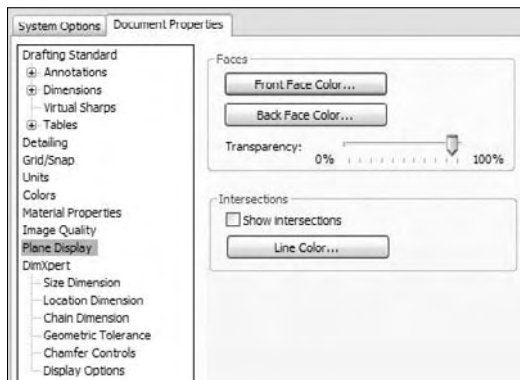 System Options
Document Properties
Drafting Standard
Annotations
Dimensions
Virtual Sharps
Tables
Detailing
Grid/Snap
Units
Colors
Material Properties
Image Quality
Plane Display
DimXpert
Size Dimension
Location Dimension
Chain Dimension
Geometric Tolerance
Chamfer Controls
Display Options
Faces
Front Face Color...
Back Face Color...
Transparency:
0% 100%
Intersections
Show intersections
Line Color...